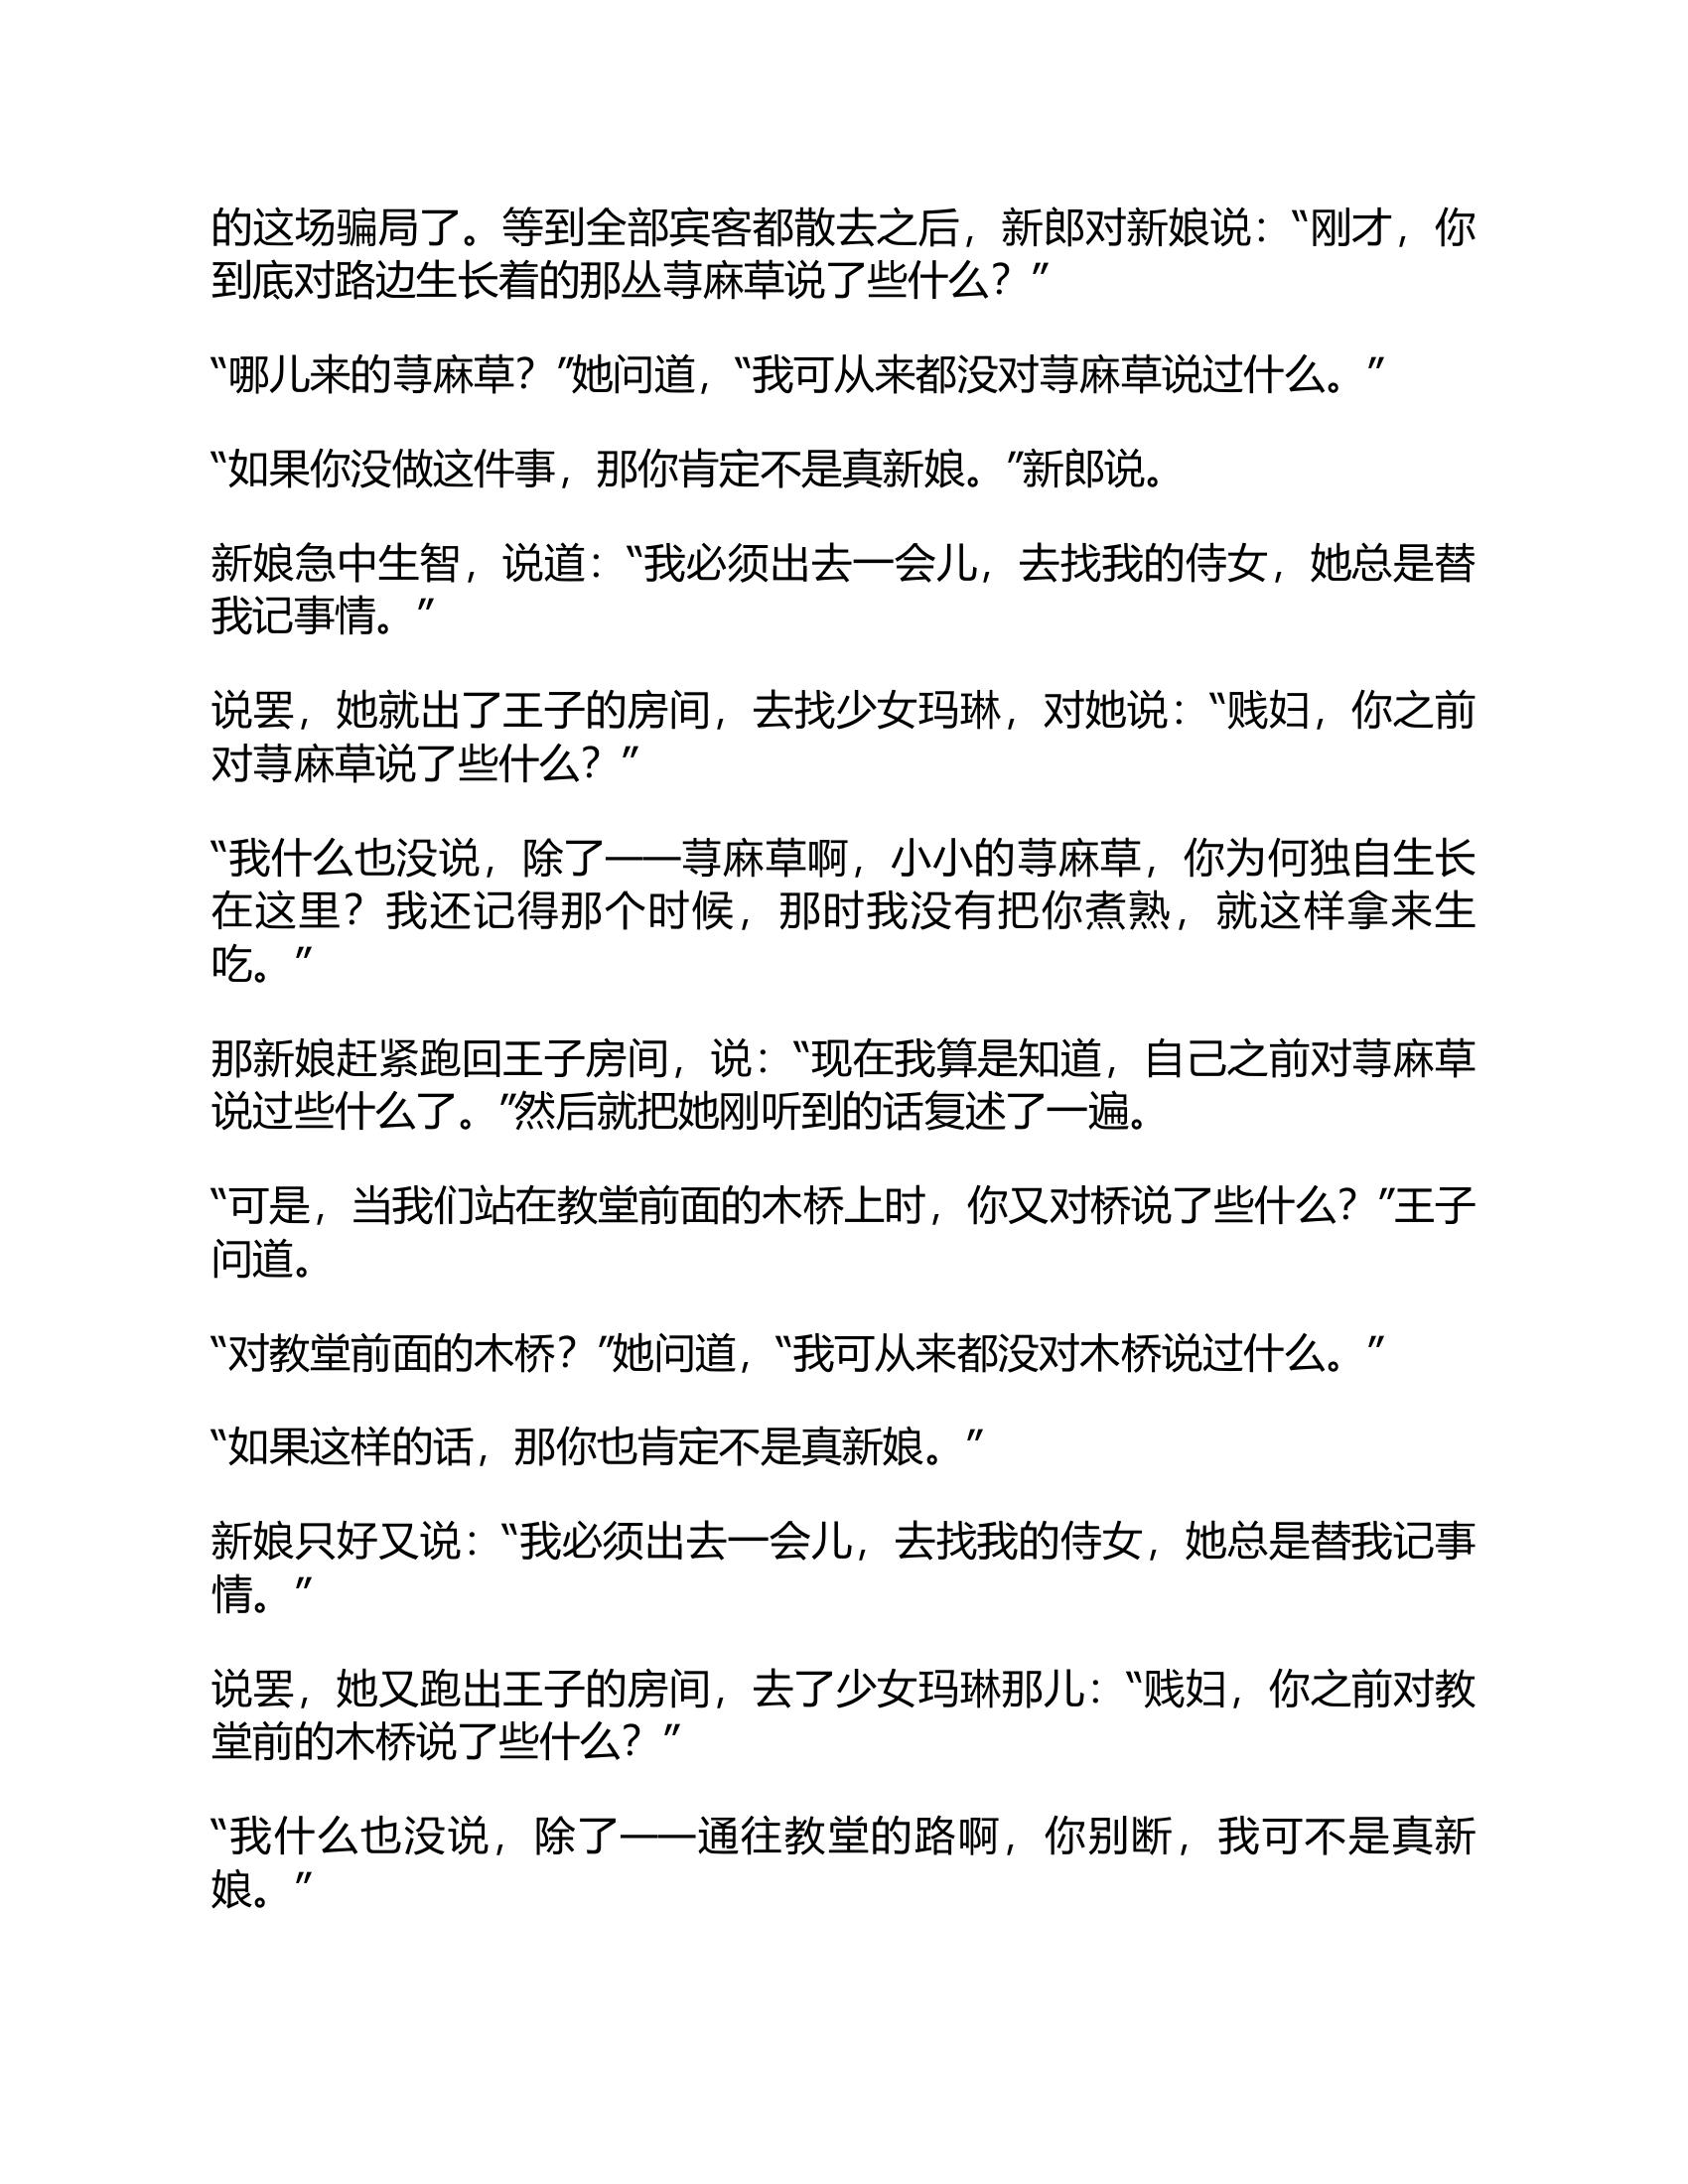 的这场骗局了。等到全部宾客都散去之后，新郎对新娘说：“刚才，你
到底对路边生长着的那丛荨麻草说了些什么？”
“哪儿来的荨麻草？”她问道，“我可从来都没对荨麻草说过什么。”
“如果你没做这件事，那你肯定不是真新娘。”新郎说。
新娘急中生智，说道：“我必须出去一会儿，去找我的侍女，她总是替
我记事情。”
说罢，她就出了王子的房间，去找少女玛琳，对她说：“贱妇，你之前
对荨麻草说了些什么？”
“我什么也没说，除了——荨麻草啊，小小的荨麻草，你为何独自生长
在这里？我还记得那个时候，那时我没有把你煮熟，就这样拿来生
吃。”
那新娘赶紧跑回王子房间，说：“现在我算是知道，自己之前对荨麻草
说过些什么了。”然后就把她刚听到的话复述了一遍。
“可是，当我们站在教堂前面的木桥上时，你又对桥说了些什么？”王子
问道。
“对教堂前面的木桥？”她问道，“我可从来都没对木桥说过什么。”
“如果这样的话，那你也肯定不是真新娘。”
新娘只好又说：“我必须出去一会儿，去找我的侍女，她总是替我记事
情。”
说罢，她又跑出王子的房间，去了少女玛琳那儿：“贱妇，你之前对教
堂前的木桥说了些什么？”
“我什么也没说，除了——通往教堂的路啊，你别断，我可不是真新
娘。”